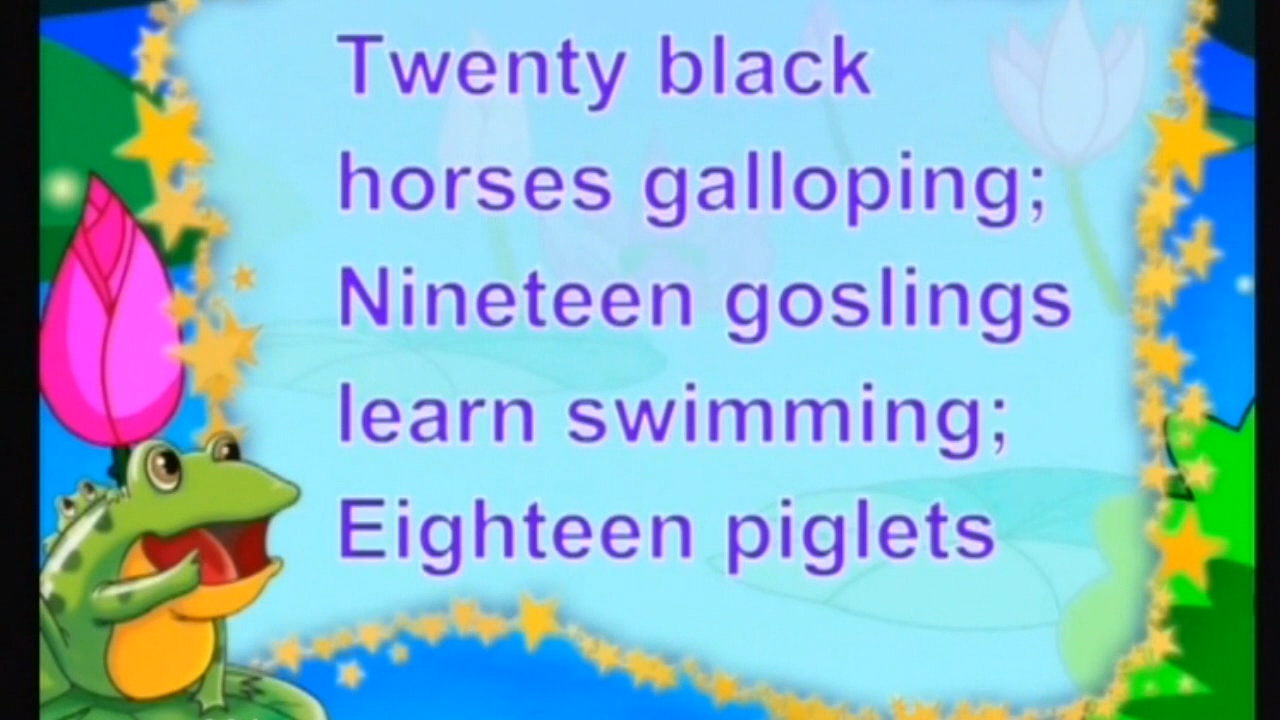 Twenty black
horses galloping;
Nineteen goslings
learn swimming;
Eighteen piglets